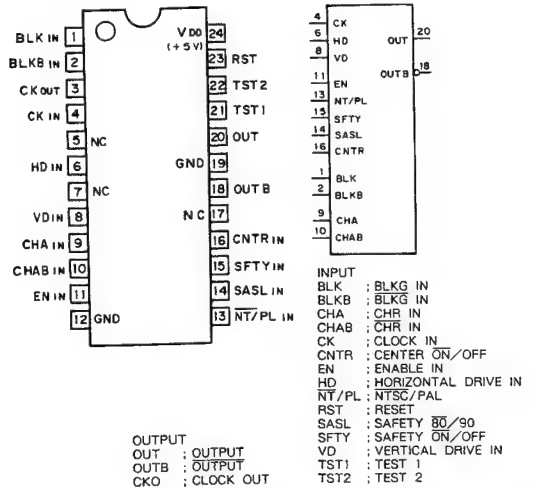 BLK IN 1
BLKB IN 2
CKOUT 3
CK IN 4
5 NC
HD IN 6
7 NC
VD IN 8
CHA IN 9
CHAB IN 10
EN IN 11
12 GND
VDD 24
(+5V)
23 RST
22 TST2
21 TST1
20 OUT
GND 19
18 OUTB
NC 17
16 CNTR IN
15 SFTY IN
14 SASL IN
13 NT/PL IN
4 CK
6 HD
8 VD
11 EN
13 NT/PL
15 SFTY
14 SASL
16 CNTR
1 BLK
2 BLKB
9 CHA
10 CHAB
OUT 20
OUTB 18
INPUT
BLK ; BLKG IN
BLKB ; BLKG IN
CHA ; CHR IN
CHAB ; CHR IN
CK ; CLOCK IN
CNTR ; CENTER ON/OFF
EN ; ENABLE IN
HD ; HORIZONTAL DRIVE IN
NT/PL ; NTSC/PAL
RST ; RESET
SASL ; SAFETY 80/90
SFTY ; SAFETY ON/OFF
VD ; VERTICAL DRIVE IN
TST1 ; TEST 1
TST2 ; TEST 2
OUTPUT
OUT ; OUTPUT
OUTB ; OUTPUT
CKO ; CLOCK OUT